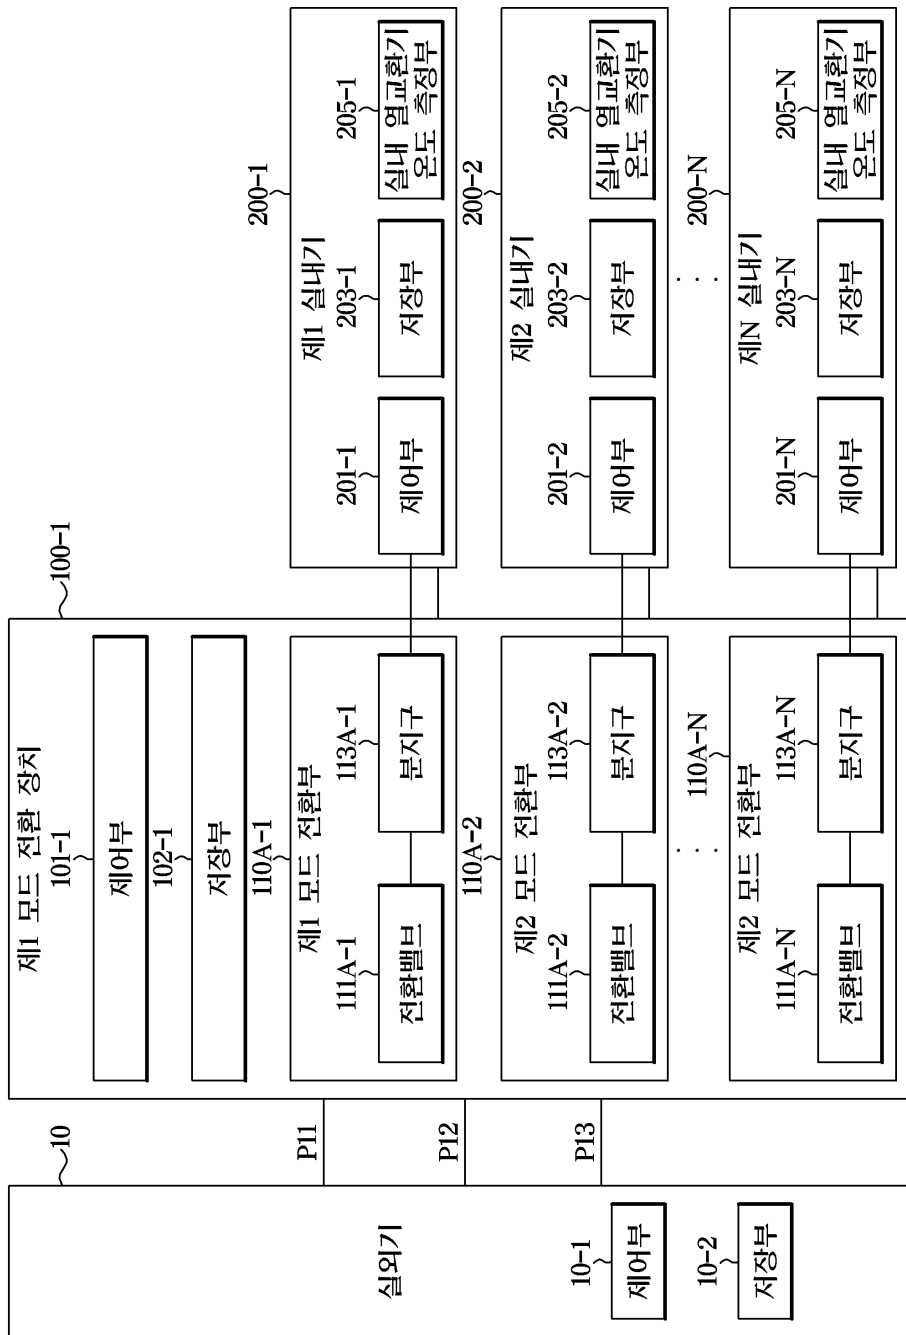 10
실외기
10-1
제어부
10-2
저장부
P11
P12
P13
100-1
제1 모드 전환 장치
101-1
제어부
102-1
저장부
110A-1
제1 모드 전환부
111A-1
전환밸브
113A-1
분지구
110A-2
제2 모드 전환부
111A-2
전환밸브
113A-2
분지구
. . .
110A-N
제2 모드 전환부
111A-N
전환밸브
113A-N
분지구
200-1
제1 실내기
201-1
제어부
203-1
저장부
205-1
실내 열교환기
온도 측정부
200-2
제2 실내기
201-2
제어부
203-2
저장부
205-2
실내 열교환기
온도 측정부
. . .
200-N
제N 실내기
201-N
제어부
203-N
저장부
205-N
실내 열교환기
온도 측정부